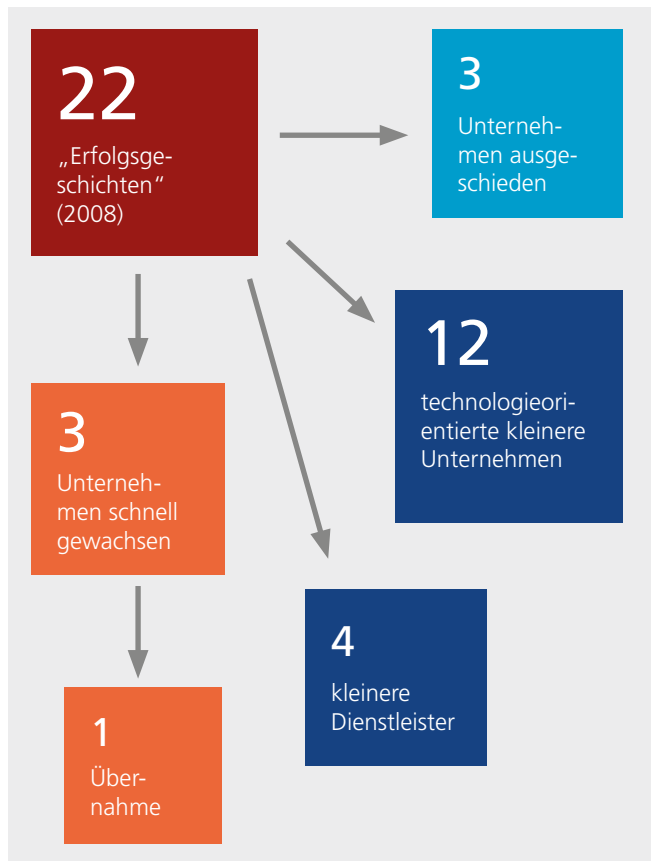 22
„Erfolgsge-
schichten“
(2008)
3
Unterneh-
men ausge-
schieden
12
technologieori-
entierte kleinere
Unternehmen
3
Unterneh-
men schnell
gewachsen
4
kleinere
Dienstleister
1
Über-
nahme